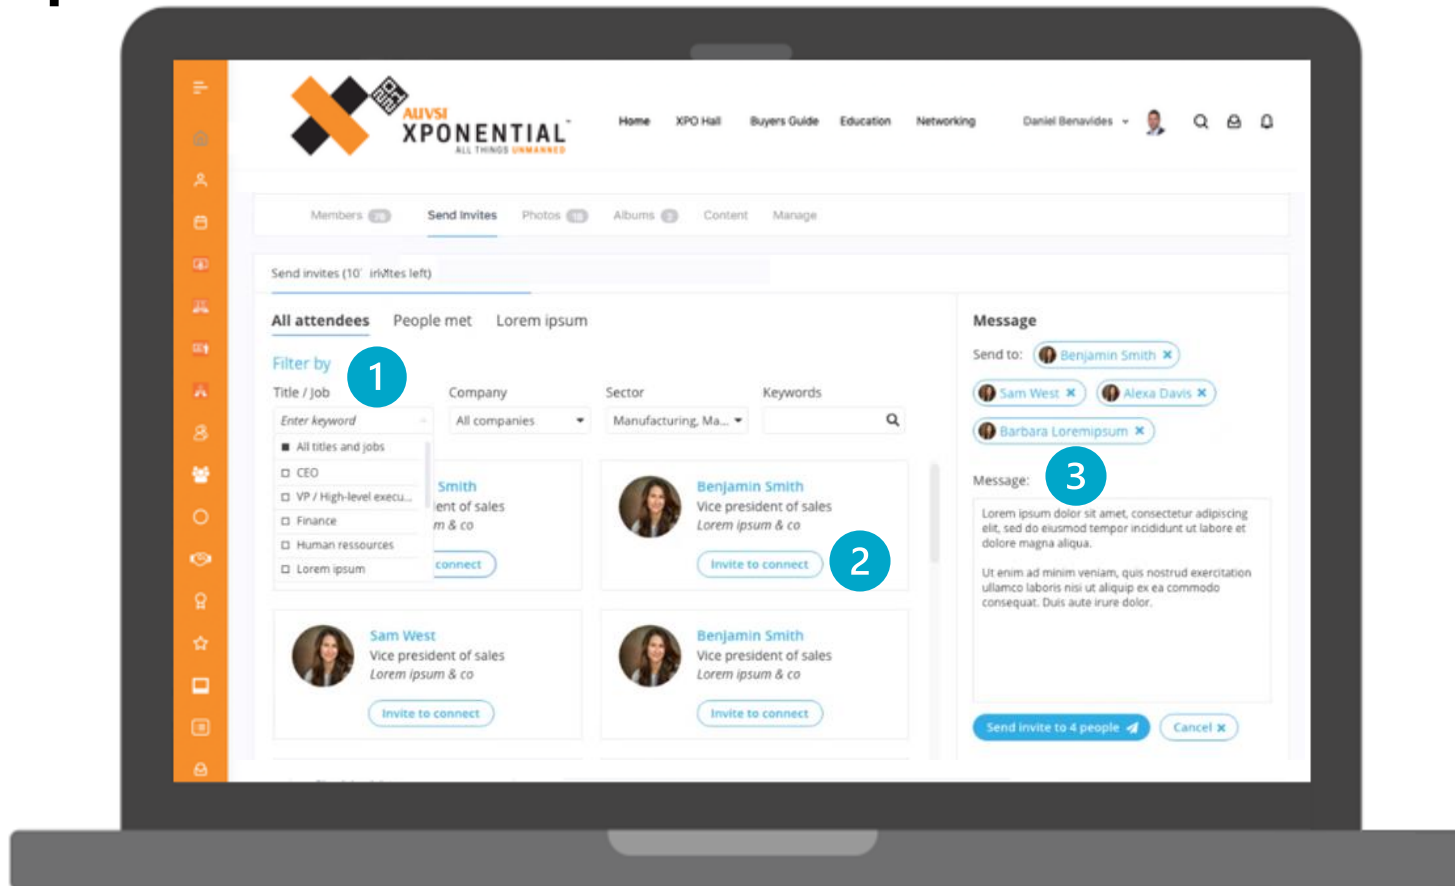 AUVSI
XPONENTIAL
ALL THINGS UNMANNED
Home XPO Hall Buyers Guide Education Networking Daniel Benavides
Members Send Invites Photos Albums Content Manage
Send invites (10 invites left)
All attendees People met Lorem ipsum
Filter by
1
Title / Job Company Sector Keywords
Enter keyword All companies Manufacturing, Ma...
All titles and jobs
CEO
VP / High-level execu...
Finance
Human ressources
Lorem ipsum
Smith
ent of sales
m & co
connect
Benjamin Smith
Vice president of sales
Lorem ipsum & co
Invite to connect
2
Sam West
Vice president of sales
Lorem ipsum & co
Invite to connect
Benjamin Smith
Vice president of sales
Lorem ipsum & co
Invite to connect
Message
Send to: Benjamin Smith ×
Sam West × Alexa Davis ×
Barbara Loremipsum ×
Message:
3
Lorem ipsum dolor sit amet, consectetur adipiscing
elit, sed do eiusmod tempor incididunt ut labore et
dolore magna aliqua.
Ut enim ad minim veniam, quis nostrud exercitation
ullamco laboris nisi ut aliquip ex ea commodo
consequat. Duis aute irure dolor.
Send invite to 4 people Cancel ×